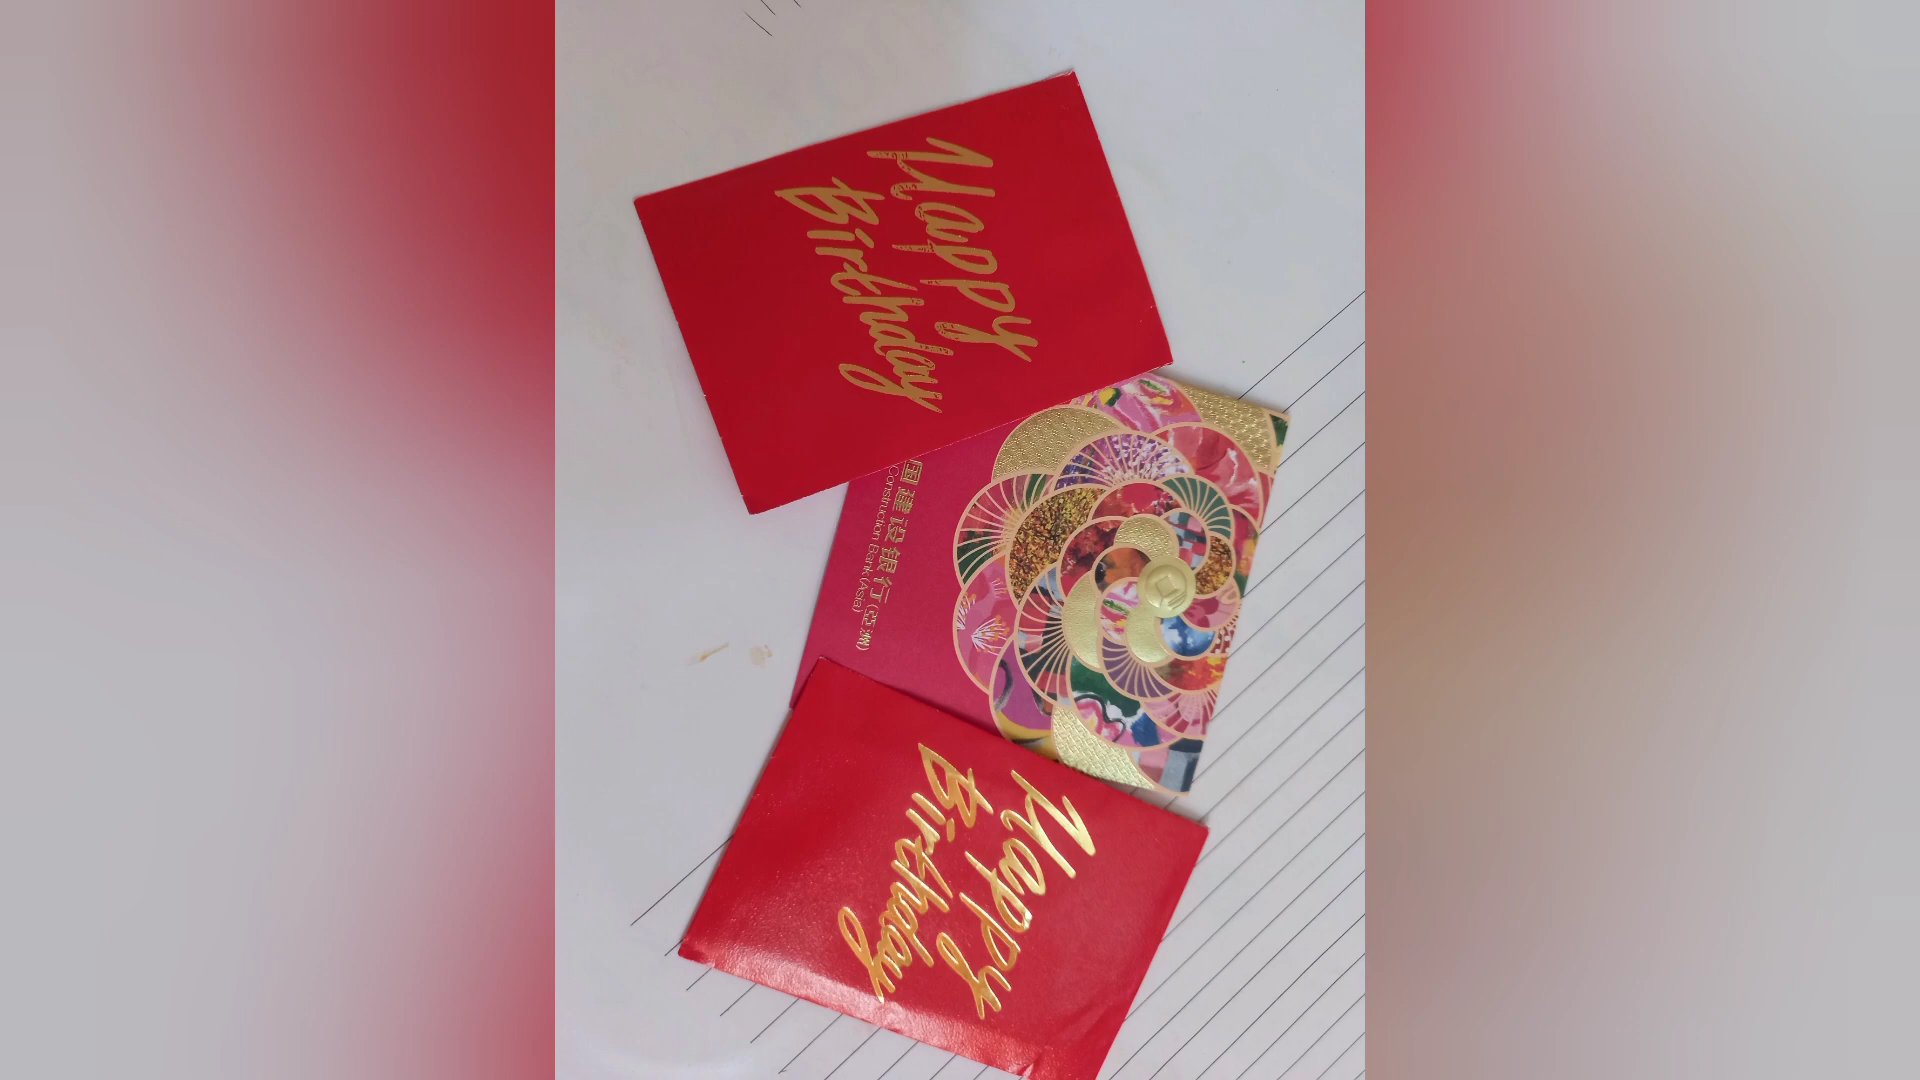 Happy
Birthday
国建设银行(亞洲)
Construction Bank (Asia)
Happy
Birthday